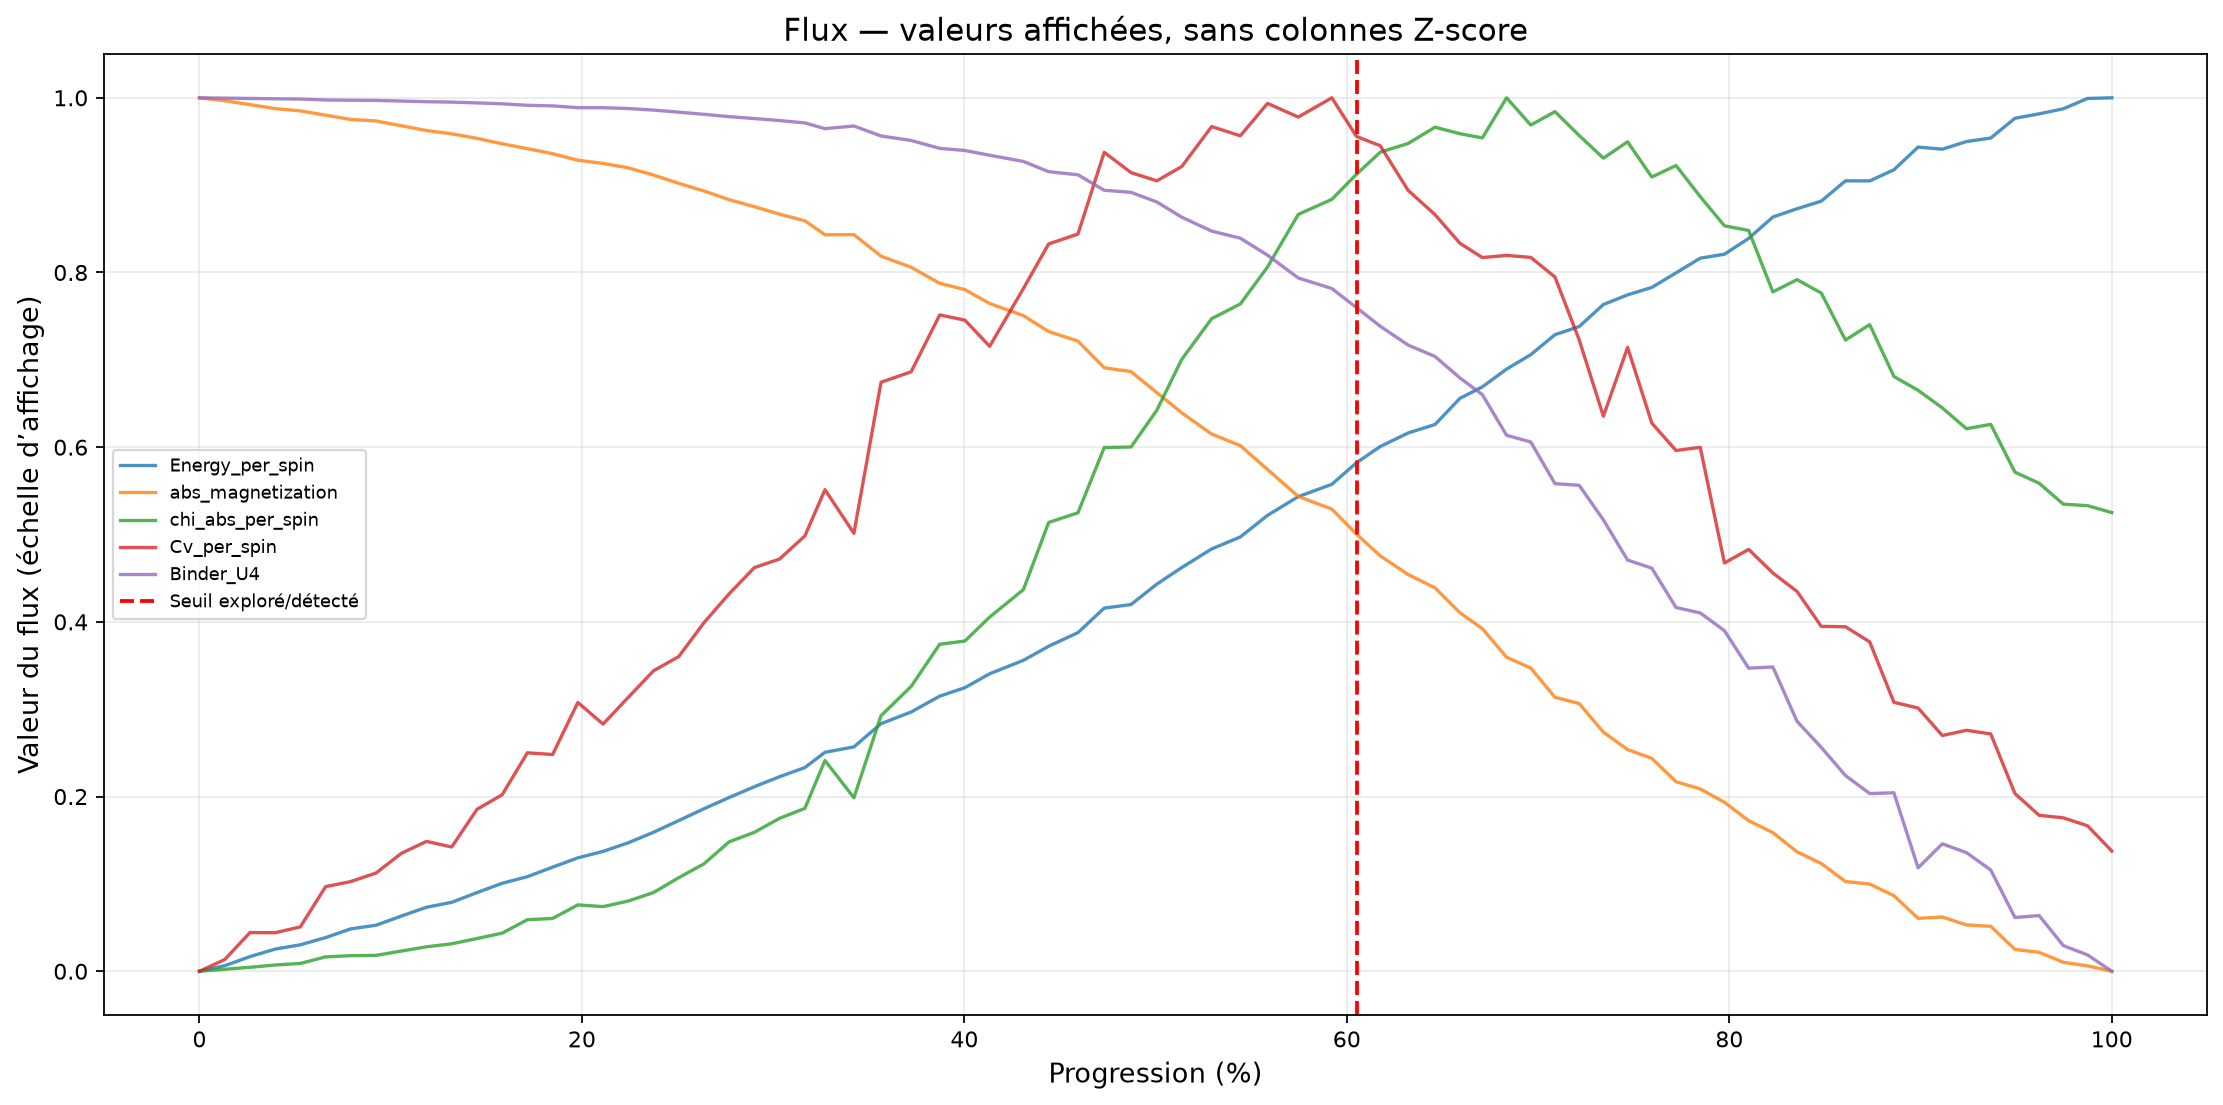 Flux — valeurs affichées, sans colonnes Z-score
Valeur du flux (échelle d’affichage)
1.0
0.8
0.6
0.4
0.2
0.0
Energy_per_spin
abs_magnetization
chi_abs_per_spin
Cv_per_spin
Binder_U4
Seuil exploré/détecté
0 20 40 60 80 100
Progression (%)